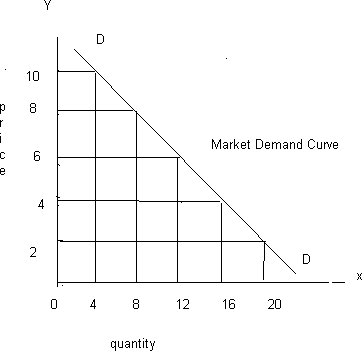 Y
D
10
p
r
i
c
e
8
6
4
2
Market Demand Curve
D
x
0 4 8 12 16 20
quantity